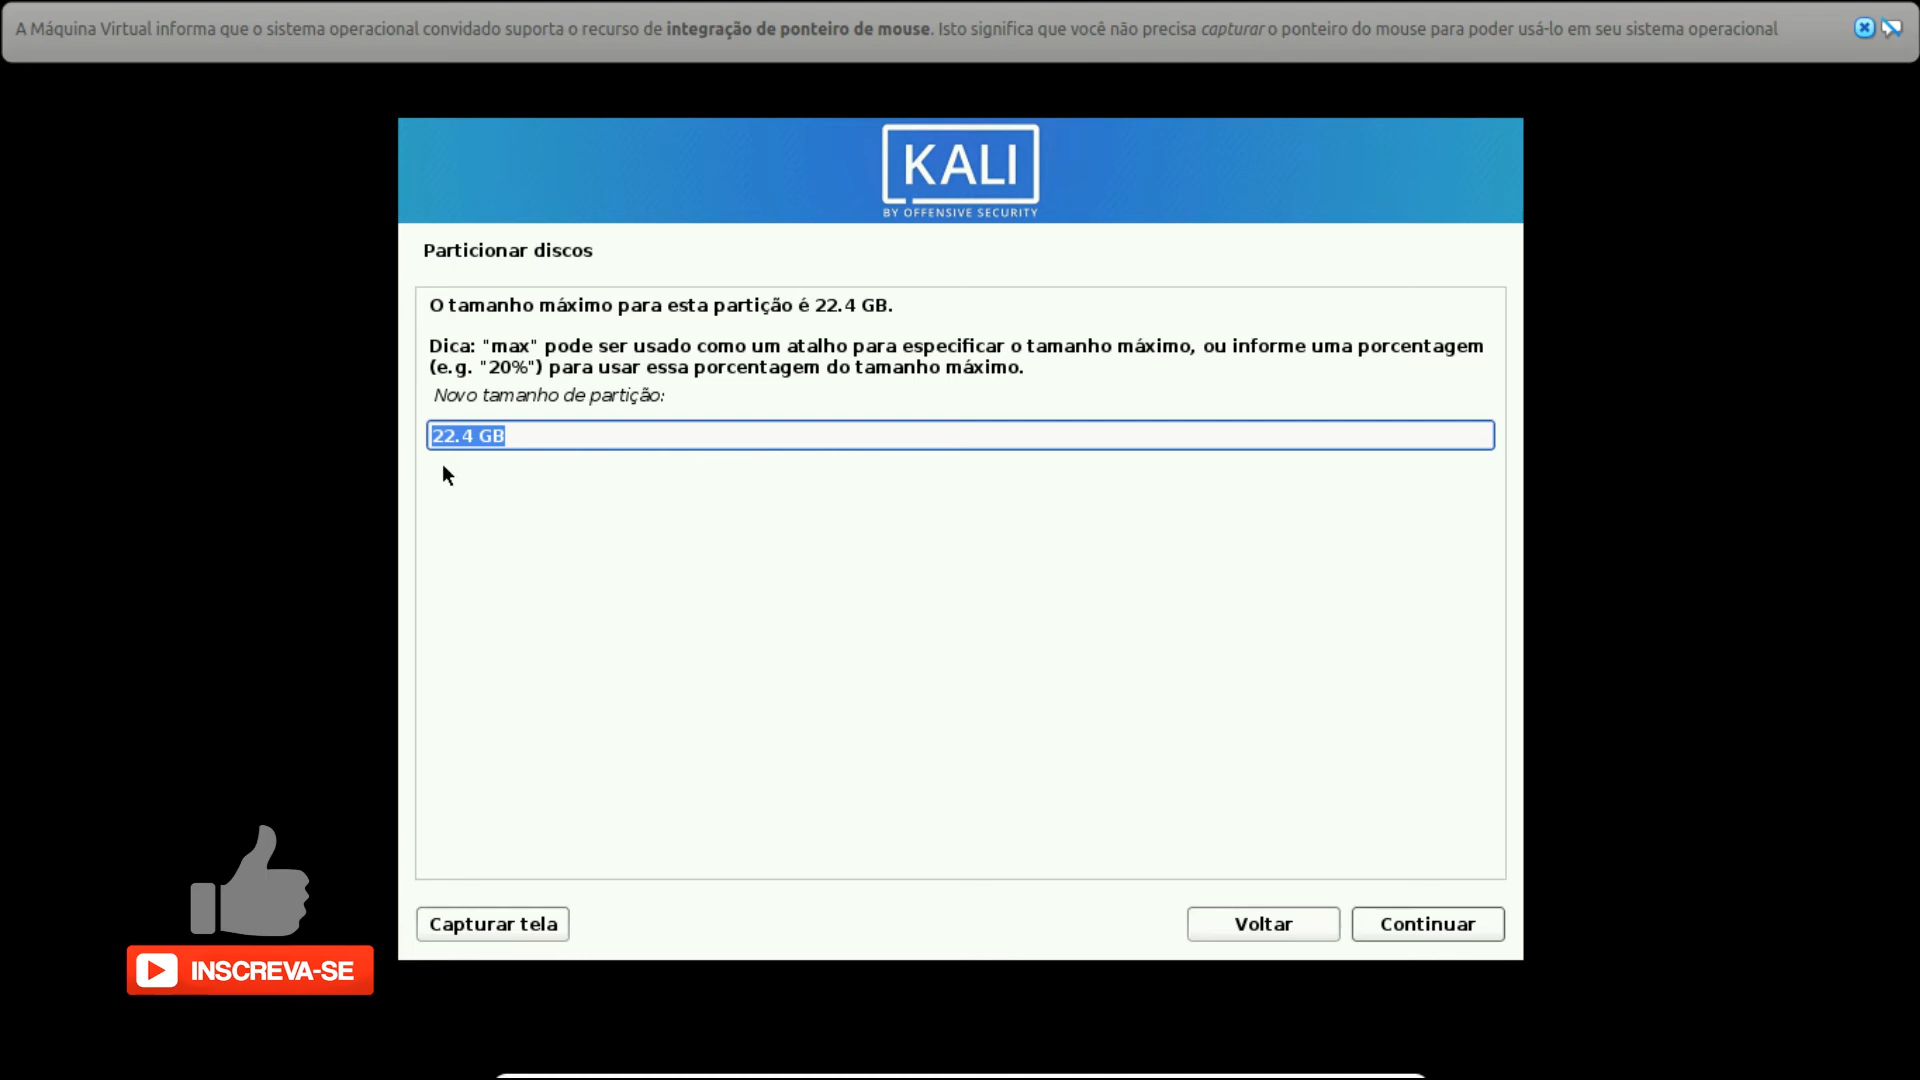 A Máquina Virtual informa que o sistema operacional convidado suporta o recurso de integração de ponteiro de mouse. Isto significa que você não precisa capturar o ponteiro do mouse para poder usá-lo em seu sistema operacional
KALI
BY OFFENSIVE SECURITY
Particionar discos
O tamanho máximo para esta partição é 22.4 GB.
Dica: "max" pode ser usado como um atalho para especificar o tamanho máximo, ou informe uma porcentagem
(e.g. "20%") para usar essa porcentagem do tamanho máximo.
Novo tamanho de partição:
22.4 GB
Capturar tela
Voltar
Continuar
INSCREVA-SE